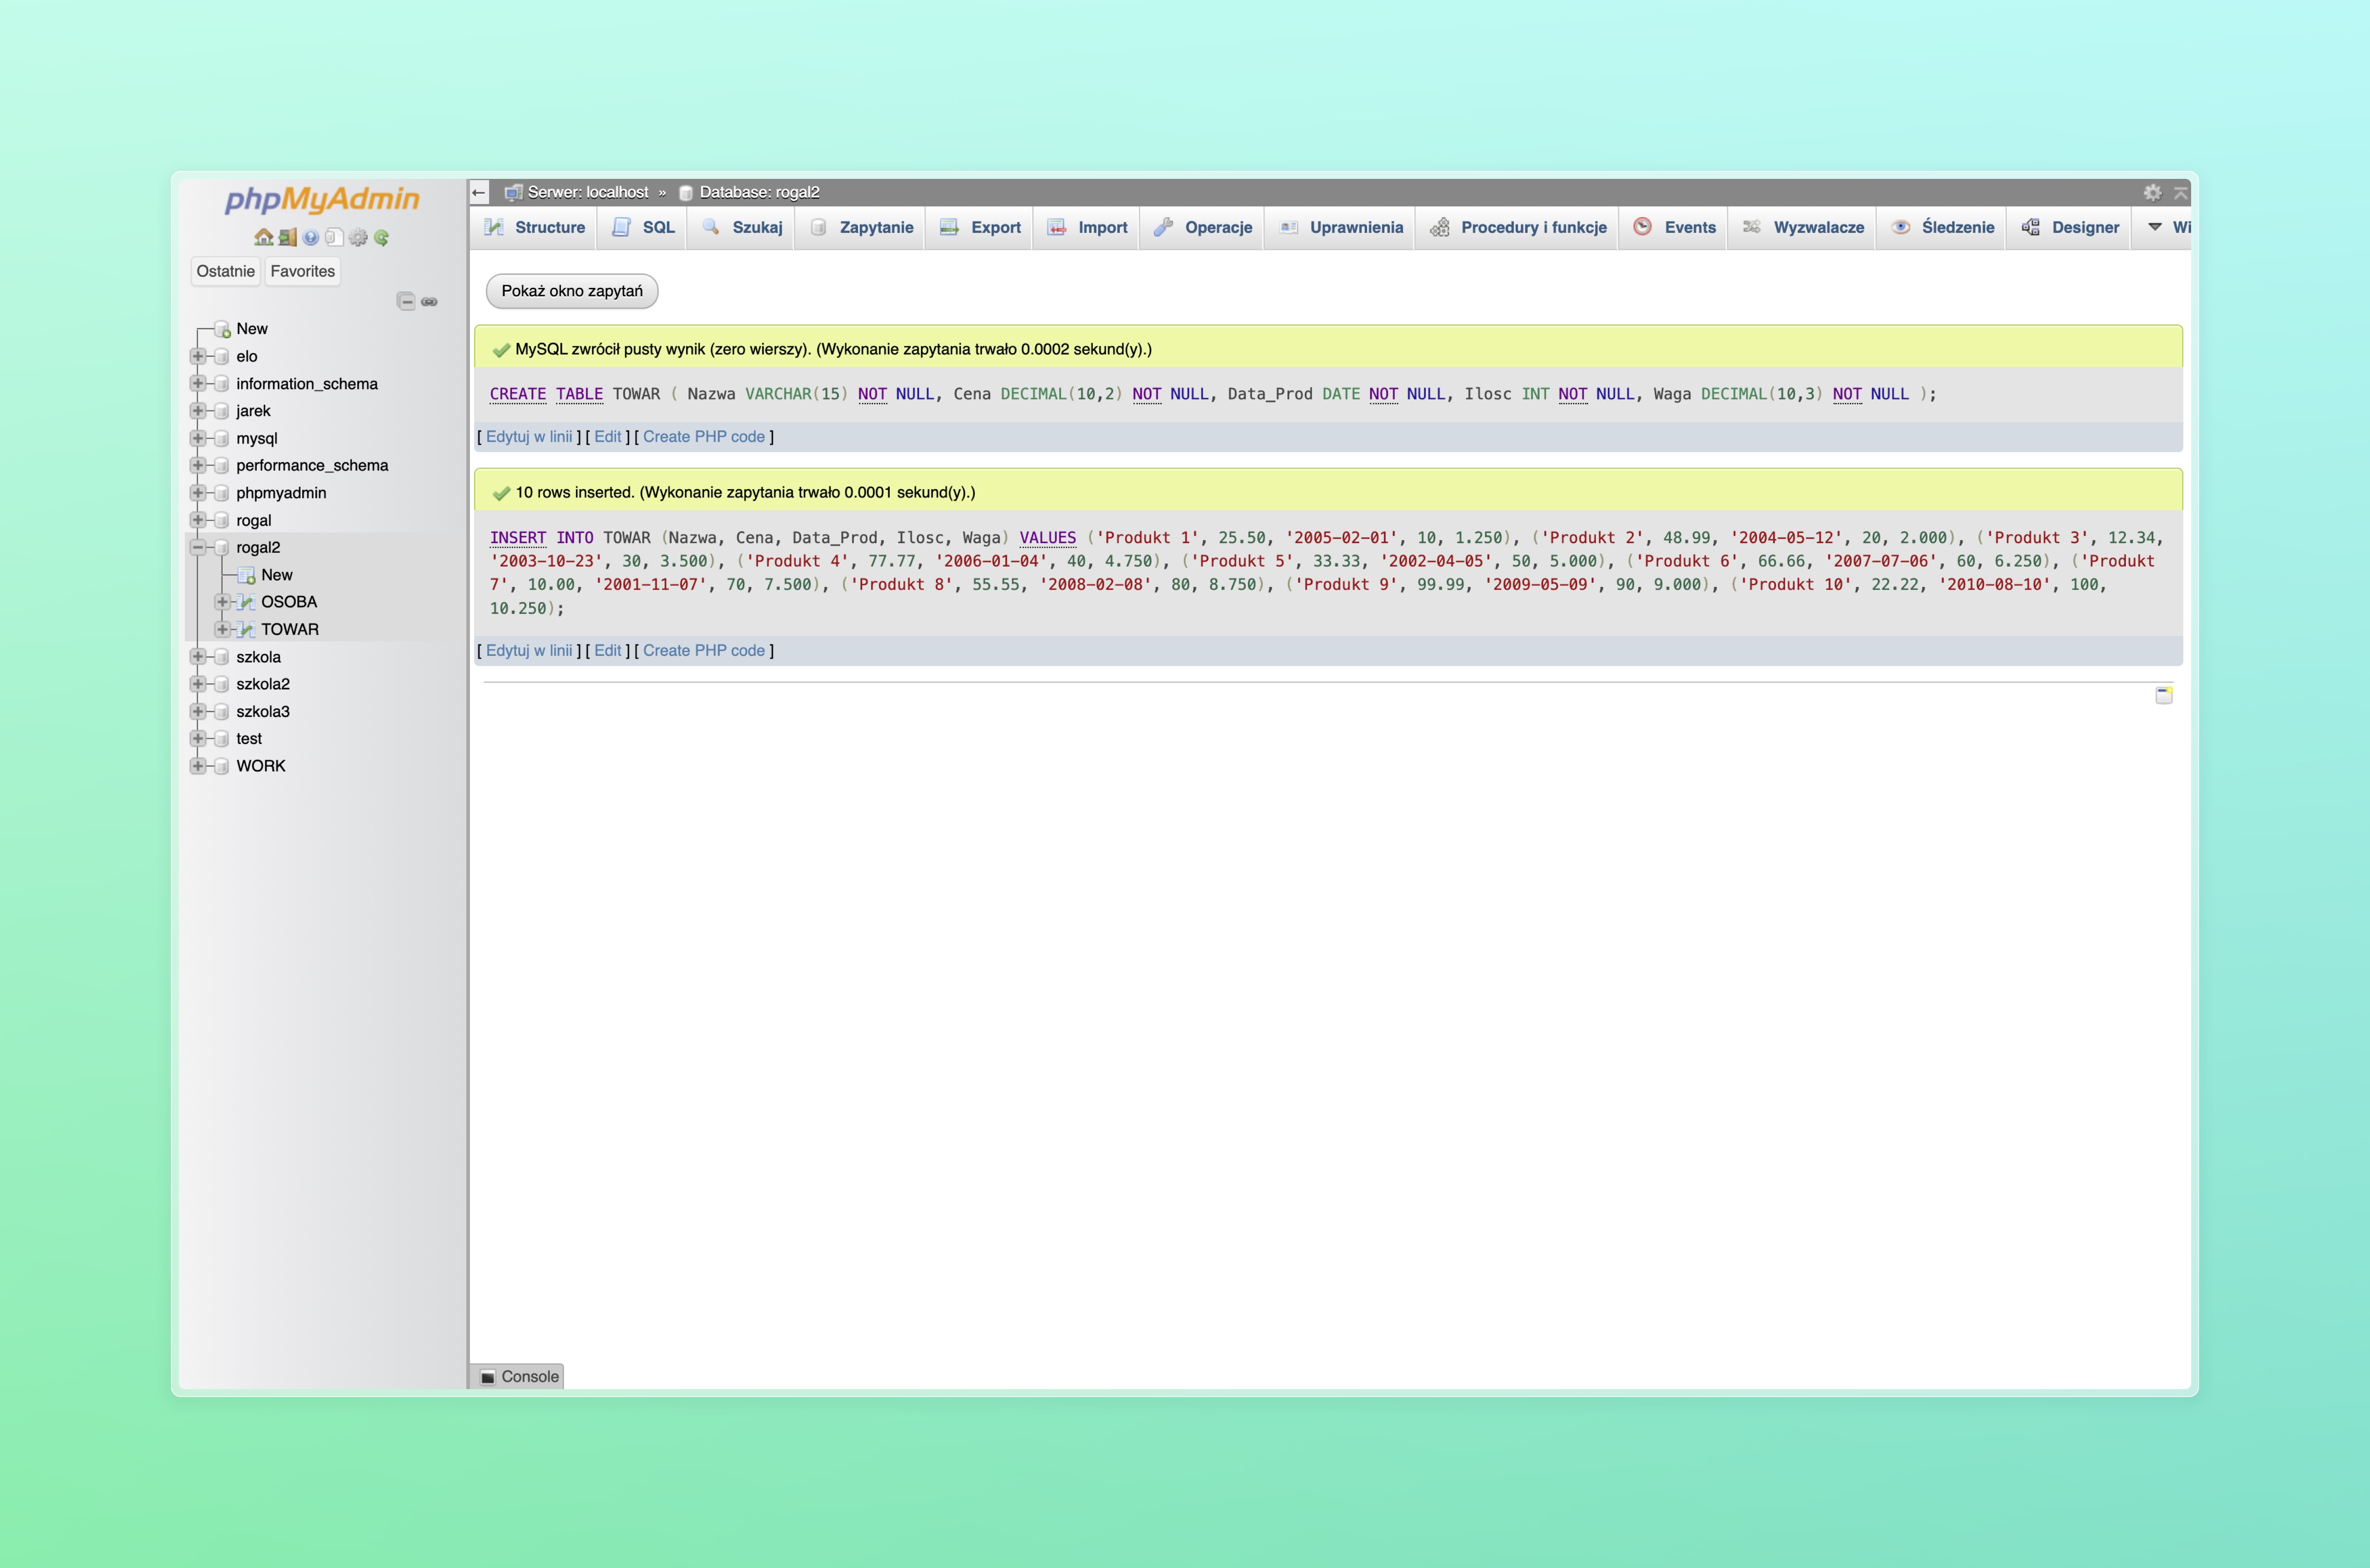 phpMyAdmin
Ostatnie Favorites
New
elo
information_schema
jarek
mysql
performance_schema
phpmyadmin
rogal
rogal2
New
OSOBA
TOWAR
szkola
szkola2
szkola3
test
WORK
Serwer: localhost » Database: rogal2
Structure SQL Szukaj Zapytanie Export Import Operacje Uprawnienia Procedury i funkcje Events Wyzwalacze Śledzenie Designer
Pokaż okno zapytań
MySQL zwrócił pusty wynik (zero wierszy). (Wykonanie zapytania trwało 0.0002 sekund(y).)
CREATE TABLE TOWAR ( Nazwa VARCHAR(15) NOT NULL, Cena DECIMAL(10,2) NOT NULL, Data_Prod DATE NOT NULL, Ilosc INT NOT NULL, Waga DECIMAL(10,3) NOT NULL );
[ Edytuj w linii ] [ Edit ] [ Create PHP code ]
10 rows inserted. (Wykonanie zapytania trwało 0.0001 sekund(y).)
INSERT INTO TOWAR (Nazwa, Cena, Data_Prod, Ilosc, Waga) VALUES ('Produkt 1', 25.50, '2005-02-01', 10, 1.250), ('Produkt 2', 48.99, '2004-05-12', 20, 2.000), ('Produkt 3', 12.34,
'2003-10-23', 30, 3.500), ('Produkt 4', 77.77, '2006-01-04', 40, 4.750), ('Produkt 5', 33.33, '2002-04-05', 50, 5.000), ('Produkt 6', 66.66, '2007-07-06', 60, 6.250), ('Produkt
7', 10.00, '2001-11-07', 70, 7.500), ('Produkt 8', 55.55, '2008-02-08', 80, 8.750), ('Produkt 9', 99.99, '2009-05-09', 90, 9.000), ('Produkt 10', 22.22, '2010-08-10', 100,
10.250);
[ Edytuj w linii ] [ Edit ] [ Create PHP code ]
Console